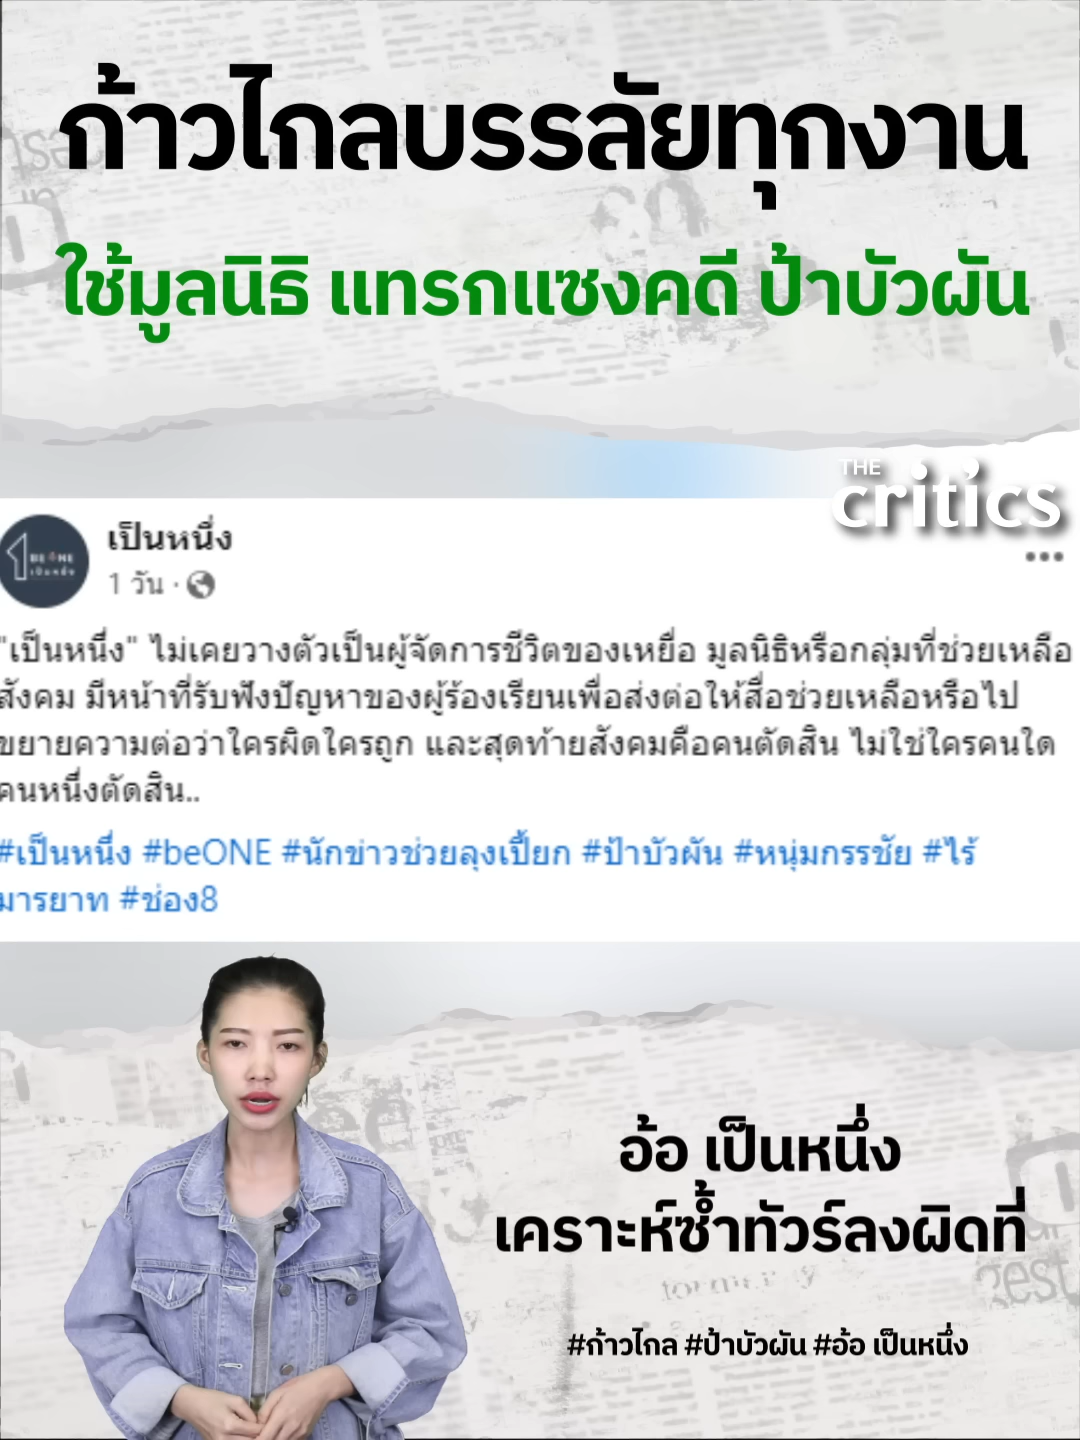 ก้าวไกลบรรลัยทุกงาน
ใช้มูลนิธิ แทรกแซงคดี ป้าบัวผัน
THE
critics
เป็นหนึ่ง
1 วัน ·
BE ONE
เป็นหนึ่ง
"เป็นหนึ่ง" ไม่เคยวางตัวเป็นผู้จัดการชีวิตของเหยื่อ มูลนิธิหรือกลุ่มที่ช่วยเหลือ
สังคม มีหน้าที่รับฟังปัญหาของผู้ร้องเรียนเพื่อส่งต่อให้สื่อช่วยเหลือหรือไป
ขยายความต่อว่าใครผิดใครถูก และสุดท้ายสังคมคือคนตัดสิน ไม่ใช่ใครคนใด
คนหนึ่งตัดสิน..
#เป็นหนึ่ง #beONE #นักข่าวช่วยลุงเปี๊ยก #ป้าบัวผัน #หนุ่มกรรชัย #ไร้
มารยาท #ช่อง8
อ้อ เป็นหนึ่ง
เคราะห์ซ้ำทัวร์ลงผิดที่
#ก้าวไกล #ป้าบัวผัน #อ้อ เป็นหนึ่ง